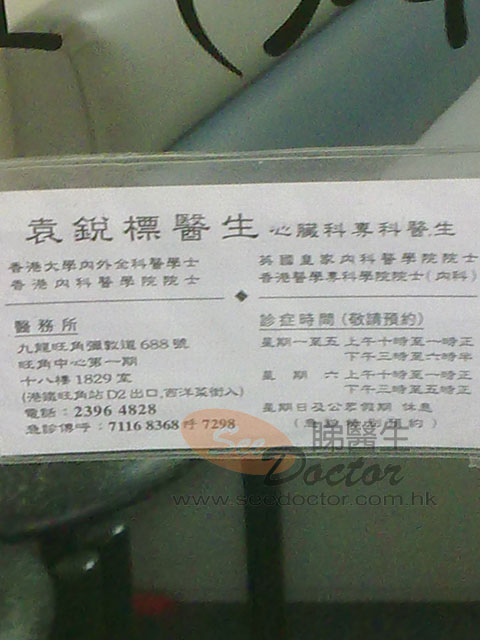 袁銳標醫生 心臟科專科醫生
香港大學內外全科醫學士
香港內科醫學院院士
英國皇家內科醫學院院士
香港醫學專科學院院士(內科)
醫務所
九龍旺角彌敦道688號
旺角中心第一期
十八樓1829室
(港鐵旺角站D2出口,西洋菜街入)
電話:2396 4828
急診傳呼:7116 8368 呼 7298
診症時間(敬請預約)
星期一至五 上午十時至一時正
下午三時至六時半
星期六 上午十時至一時正
下午三時至五時正
星期日及公眾假期 休息
See Doctor 睇醫生
www.seedoctor.com.hk